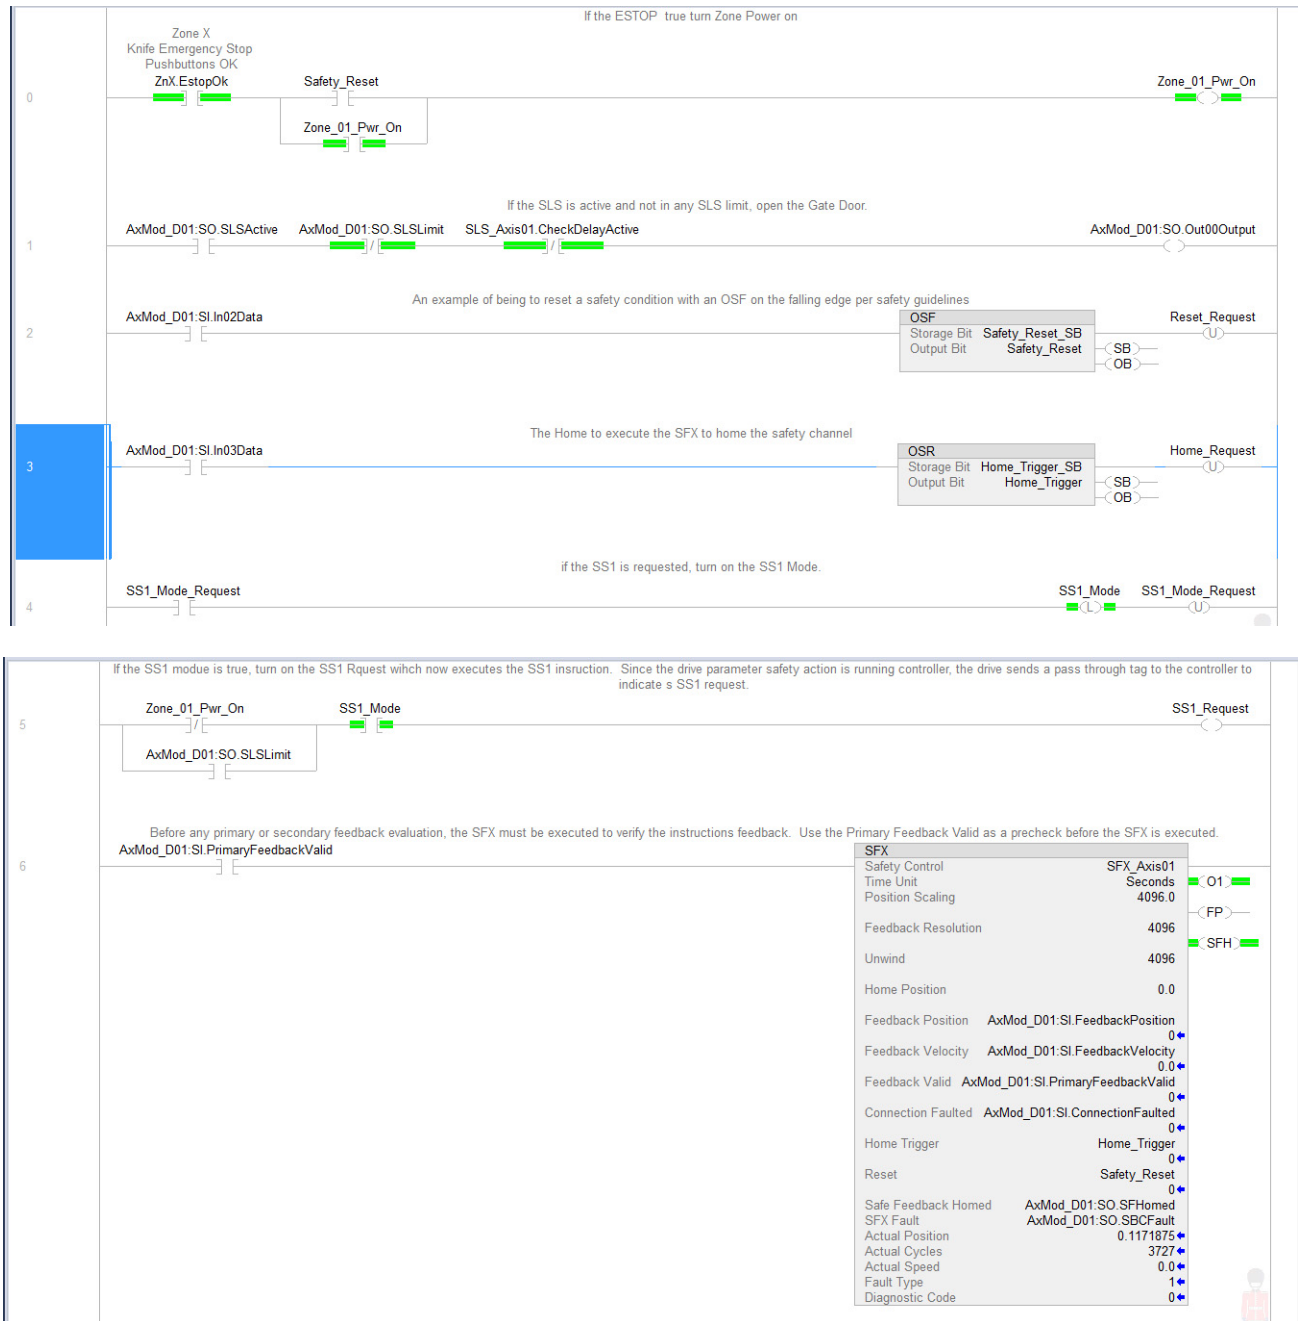 If the ESTOP true turn Zone Power on
Zone X
Knife Emergency Stop
Pushbuttons OK
ZnX.EstopOk Safety_Reset Zone_01_Pwr_On
0
Zone_01_Pwr_On
If the SLS is active and not in any SLS limit, open the Gate Door.
AxMod_D01:SO.SLSActive AxMod_D01:SO.SLSLimit SLS_Axis01.CheckDelayActive AxMod_D01:SO.Out00Output
1
An example of being to reset a safety condition with an OSF on the falling edge per safety guidelines
AxMod_D01:SI.In02Data OSF Reset_Request
2 Storage Bit Safety_Reset_SB U
Output Bit Safety_Reset SB
OB
The Home to execute the SFX to home the safety channel
AxMod_D01:SI.In03Data OSR Home_Request
3 Storage Bit Home_Trigger_SB U
Output Bit Home_Trigger SB
OB
if the SS1 is requested, turn on the SS1 Mode.
SS1_Mode_Request SS1_Mode SS1_Mode_Request
4 L U
If the SS1 modue is true, turn on the SS1 Rquest wihch now executes the SS1 insruction. Since the drive parameter safety action is running controller, the drive sends a pass through tag to the controller to
indicate s SS1 request.
Zone_01_Pwr_On SS1_Mode SS1_Request
5
AxMod_D01:SO.SLSLimit
Before any primary or secondary feedback evaluation, the SFX must be executed to verify the instructions feedback. Use the Primary Feedback Valid as a precheck before the SFX is executed.
AxMod_D01:SI.PrimaryFeedbackValid SFX
6 Safety Control SFX_Axis01
Time Unit Seconds O1
Position Scaling 4096.0
FP
Feedback Resolution 4096
SFH
Unwind 4096
Home Position 0.0
Feedback Position AxMod_D01:SI.FeedbackPosition
0
Feedback Velocity AxMod_D01:SI.FeedbackVelocity
0.0
Feedback Valid AxMod_D01:SI.PrimaryFeedbackValid
0
Connection Faulted AxMod_D01:SI.ConnectionFaulted
0
Home Trigger Home_Trigger
0
Reset Safety_Reset
0
Safe Feedback Homed AxMod_D01:SO.SFHomed
SFX Fault AxMod_D01:SO.SBCFault
Actual Position 0.1171875
Actual Cycles 3727
Actual Speed 0.0
Fault Type 1
Diagnostic Code 0